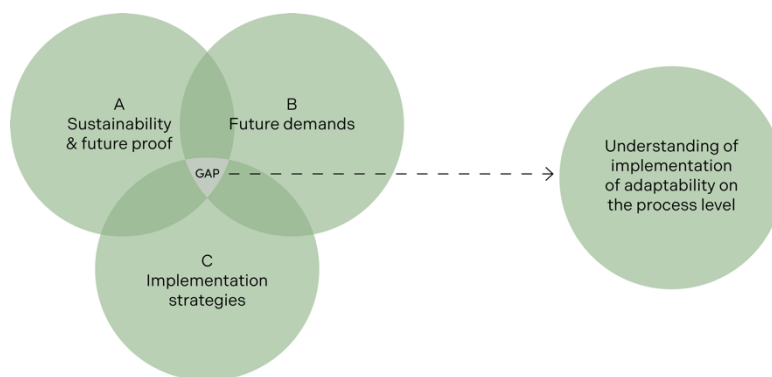 A
Sustainability
& future proof
B
Future demands
GAP
C
Implementation
strategies
Understanding of
implementation
of adaptability on
the process level